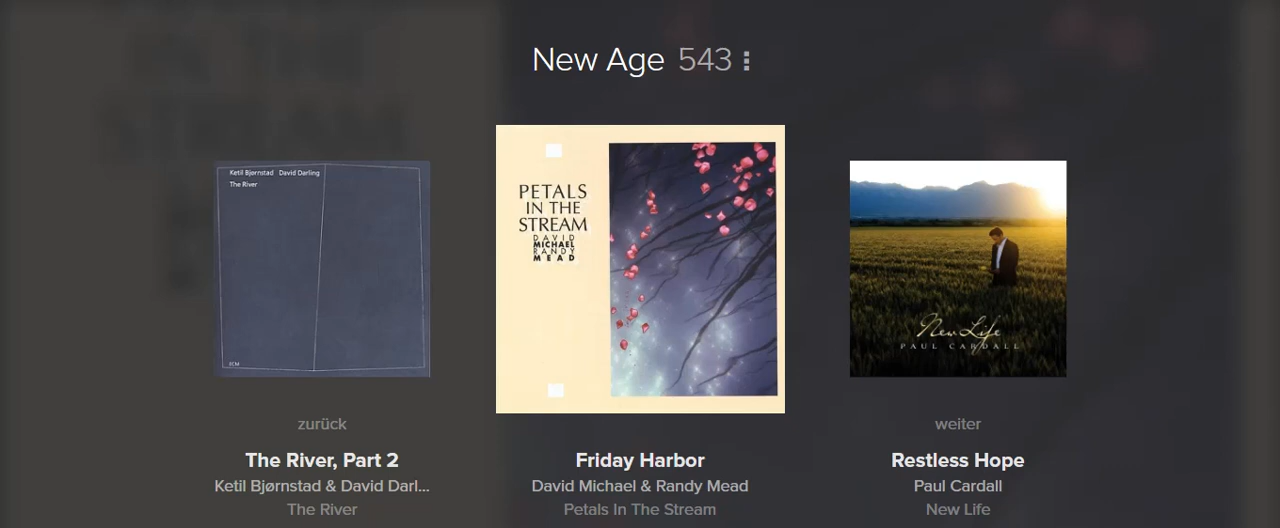 New Age 543
Ketil Bjørnstad David Darling
The River
ECM
PETALS
IN THE
STREAM
DAVID
MICHAEL
RANDY
MEAD
New Life
PAUL CARDALL
zurück
weiter
The River, Part 2
Friday Harbor
Restless Hope
Ketil Bjørnstad & David Darl...
David Michael & Randy Mead
Paul Cardall
The River
Petals In The Stream
New Life